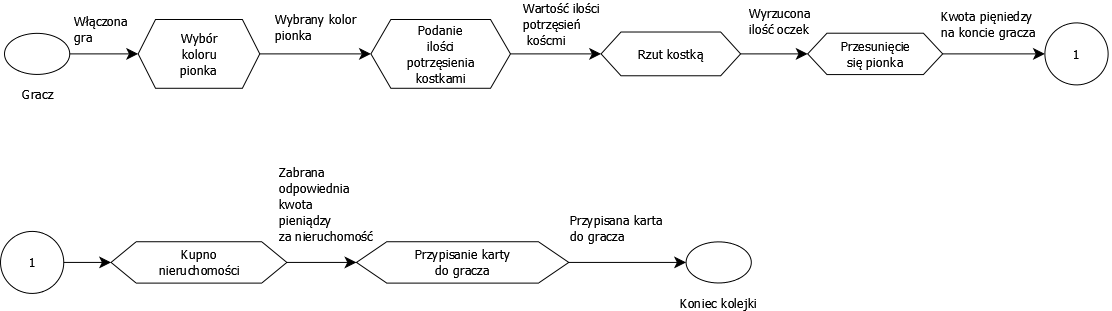 Włączona
gra
Gracz
Wybór
koloru
pionka
Wybrany kolor
pionka
Podanie
ilości
potrzęsienia
kostkami
Wartość ilości
potrzęsień
kośćmi
Rzut kostką
Wyrzucona
ilość oczek
Przesunięcie
się pionka
Kwota pięniedzy
na koncie gracza
1
1
Kupno
nieruchomości
Zabrana
odpowiednia
kwota
pieniądzy
za nieruchomość
Przypisanie karty
do gracza
Przypisana karta
do gracza
Koniec kolejki